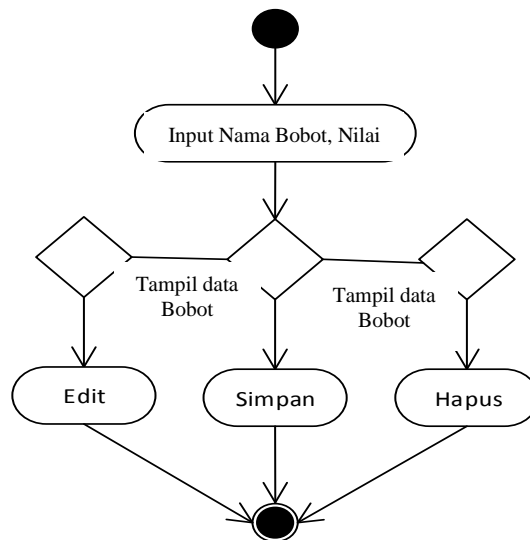 Input Nama Bobot, Nilai
Tampil data
Bobot
Tampil data
Bobot
Edit
Simpan
Hapus